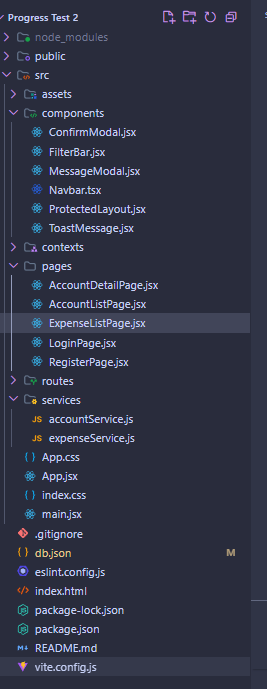 Progress Test 2
node_modules
public
src
assets
components
ConfirmModal.jsx
FilterBar.jsx
MessageModal.jsx
Navbar.tsx
ProtectedLayout.jsx
ToastMessage.jsx
contexts
pages
AccountDetailPage.jsx
AccountListPage.jsx
ExpenseListPage.jsx
LoginPage.jsx
RegisterPage.jsx
routes
services
JS accountService.js
JS expenseService.js
App.css
App.jsx
index.css
main.jsx
.gitignore
db.json M
eslint.config.js
index.html
package-lock.json
package.json
README.md
vite.config.js